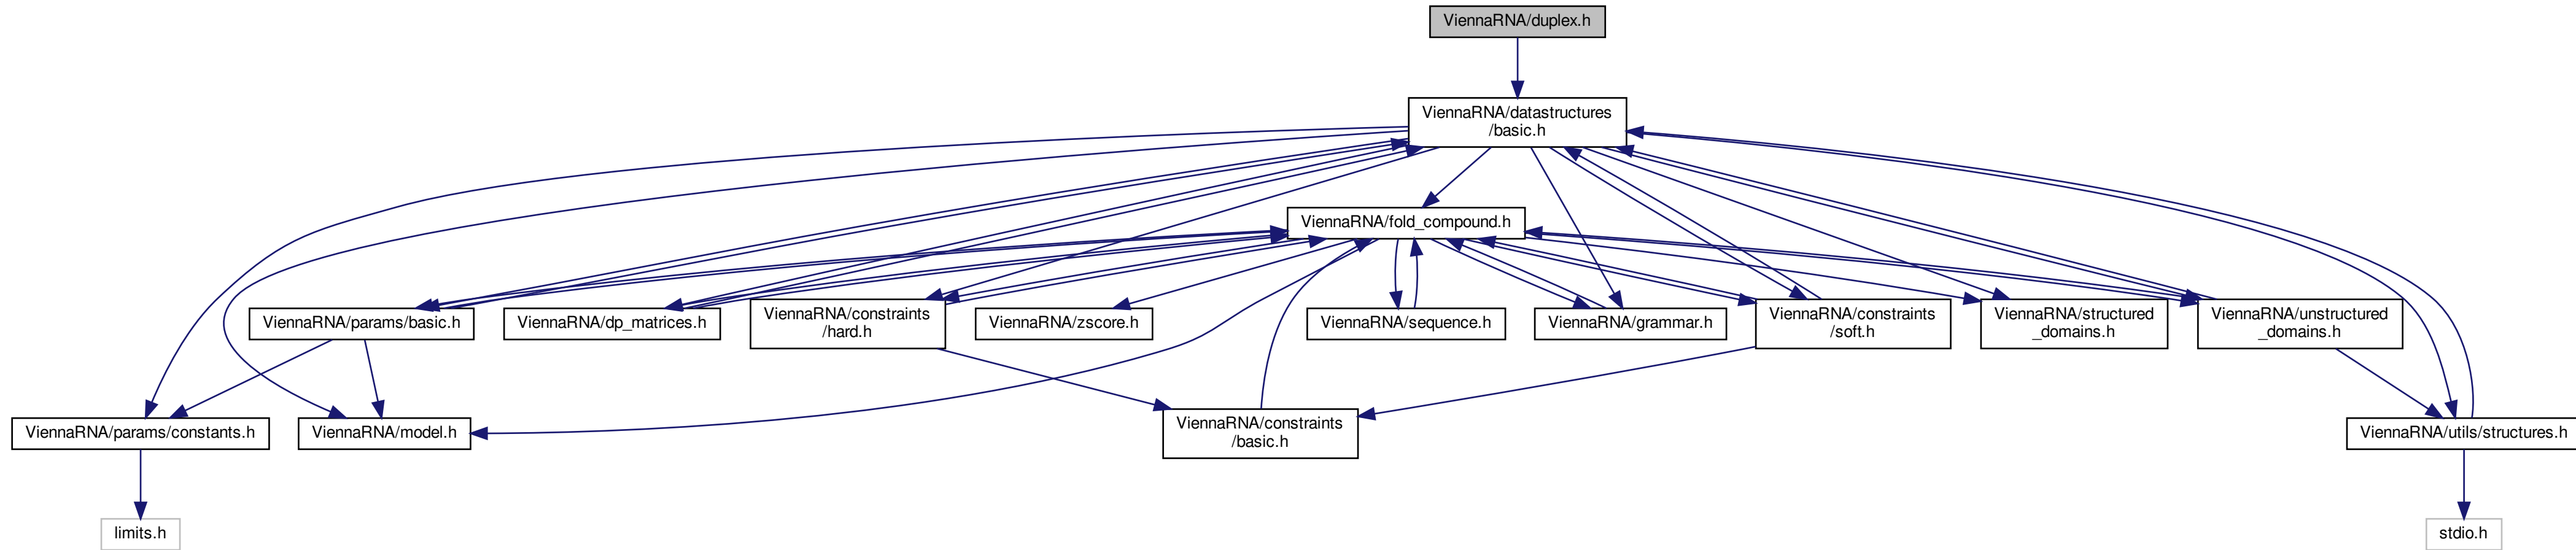 ViennaRNA/duplex.h
ViennaRNA/datastructures
/basic.h
ViennaRNA/fold_compound.h
ViennaRNA/params/basic.h
ViennaRNA/dp_matrices.h
ViennaRNA/constraints
/hard.h
ViennaRNA/zscore.h
ViennaRNA/sequence.h
ViennaRNA/grammar.h
ViennaRNA/constraints
/soft.h
ViennaRNA/structured
_domains.h
ViennaRNA/unstructured
_domains.h
ViennaRNA/params/constants.h
ViennaRNA/model.h
ViennaRNA/constraints
/basic.h
ViennaRNA/utils/structures.h
limits.h
stdio.h